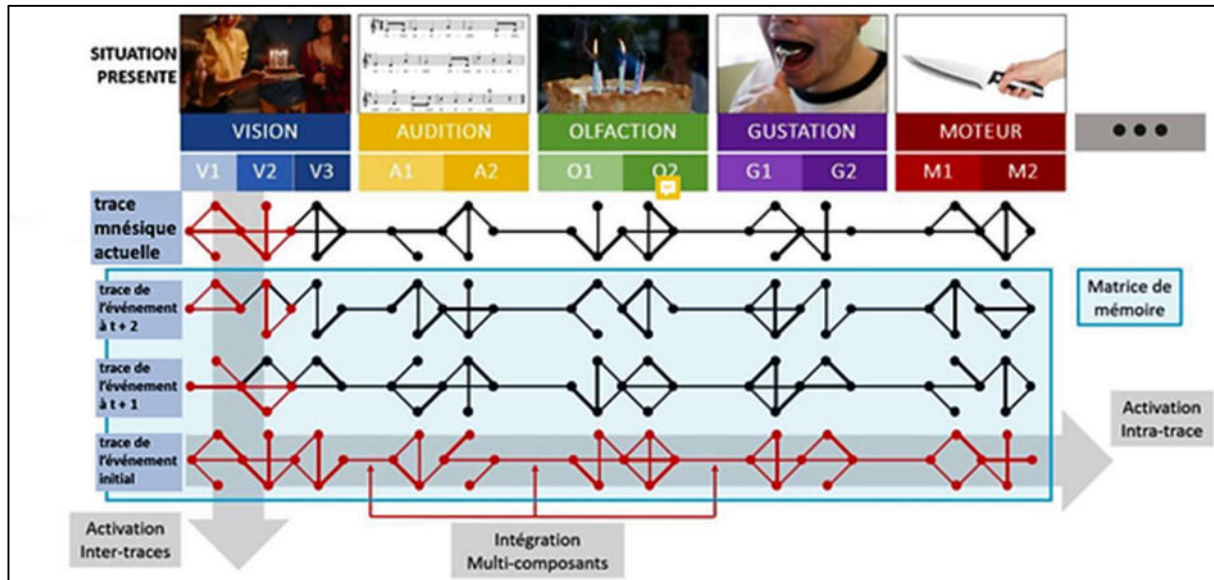 SITUATION
PRESENTE
VISION
AUDITION
OLFACTION
GUSTATION
MOTEUR
V1
V2
V3
A1
A2
O1
O2
G1
G2
M1
M2
trace
mnésique
actuelle
trace de
l'événement
à t + 2
Matrice de
mémoire
trace de
l'événement
à t + 1
Activation
Intra-trace
trace de
l'événement
initial
Activation
Inter-traces
Intégration
Multi-composants